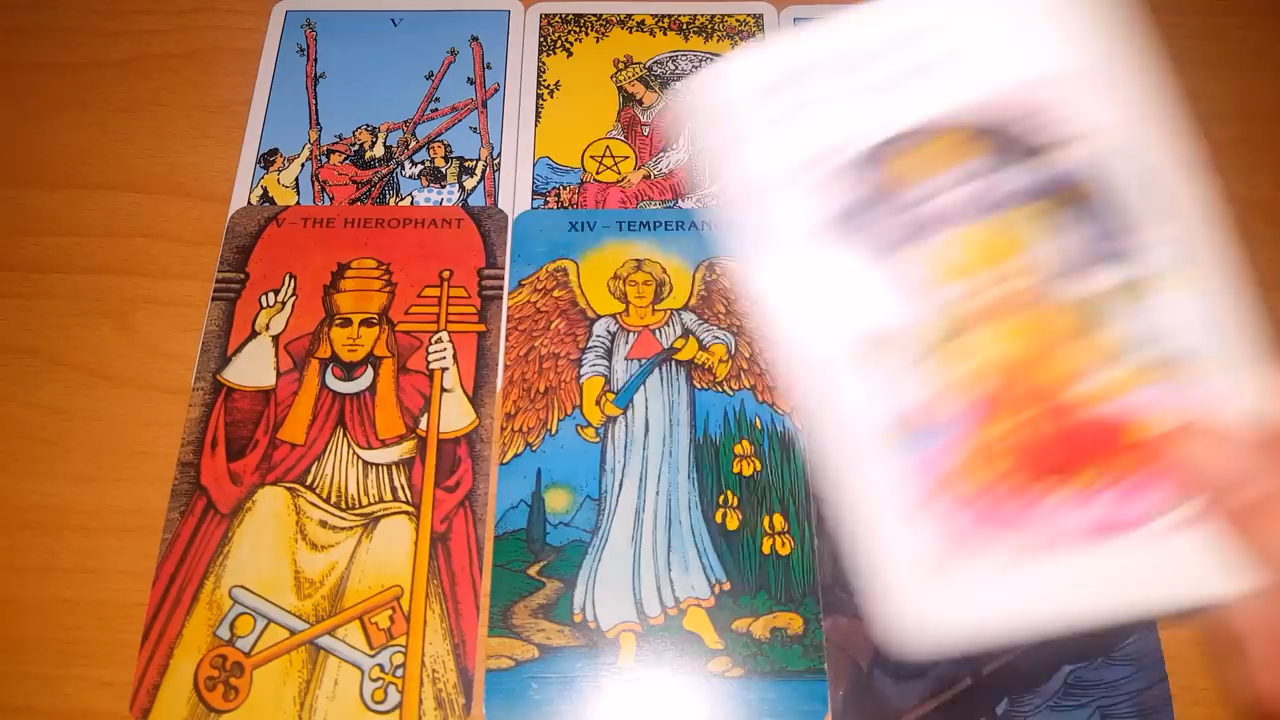 V
V – THE HIEROPHANT
XIV – TEMPERAN